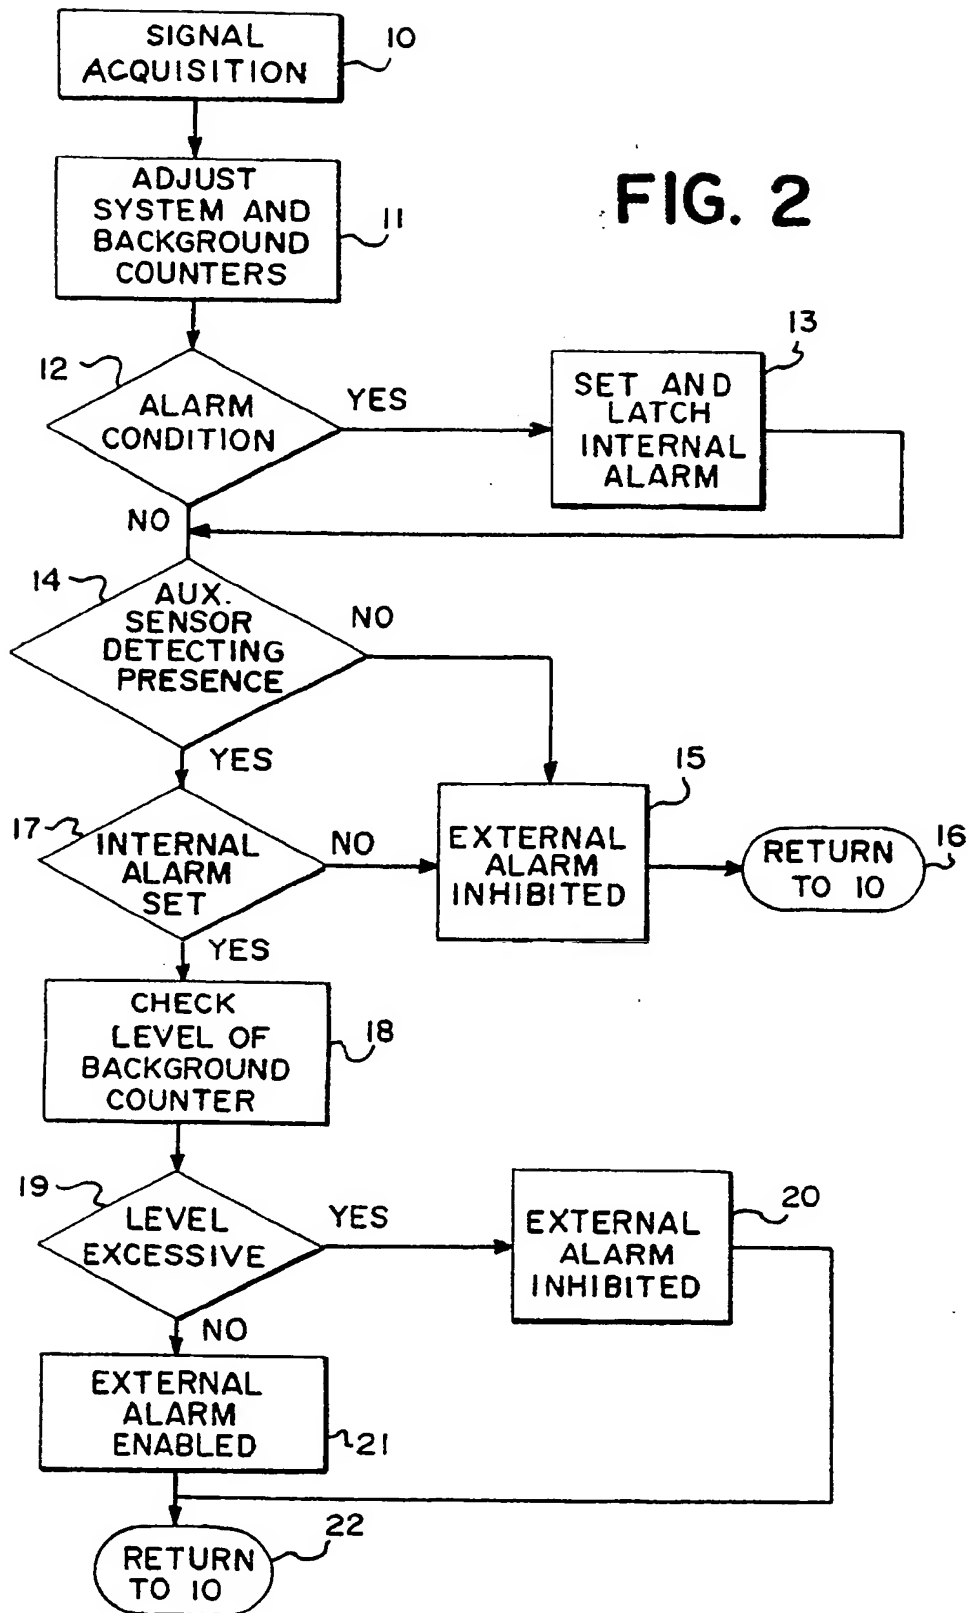 SIGNAL
ACQUISITION
10
FIG. 2
ADJUST
SYSTEM AND
BACKGROUND
COUNTERS
11
12
ALARM
CONDITION
YES
NO
13
SET AND
LATCH
INTERNAL
ALARM
14
AUX.
SENSOR
DETECTING
PRESENCE
NO
YES
15
EXTERNAL
ALARM
INHIBITED
16
RETURN
TO 10
17
INTERNAL
ALARM
SET
NO
YES
CHECK
LEVEL OF
BACKGROUND
COUNTER
18
19
LEVEL
EXCESSIVE
YES
NO
EXTERNAL
ALARM
INHIBITED
20
EXTERNAL
ALARM
ENABLED
21
RETURN
TO 10
22